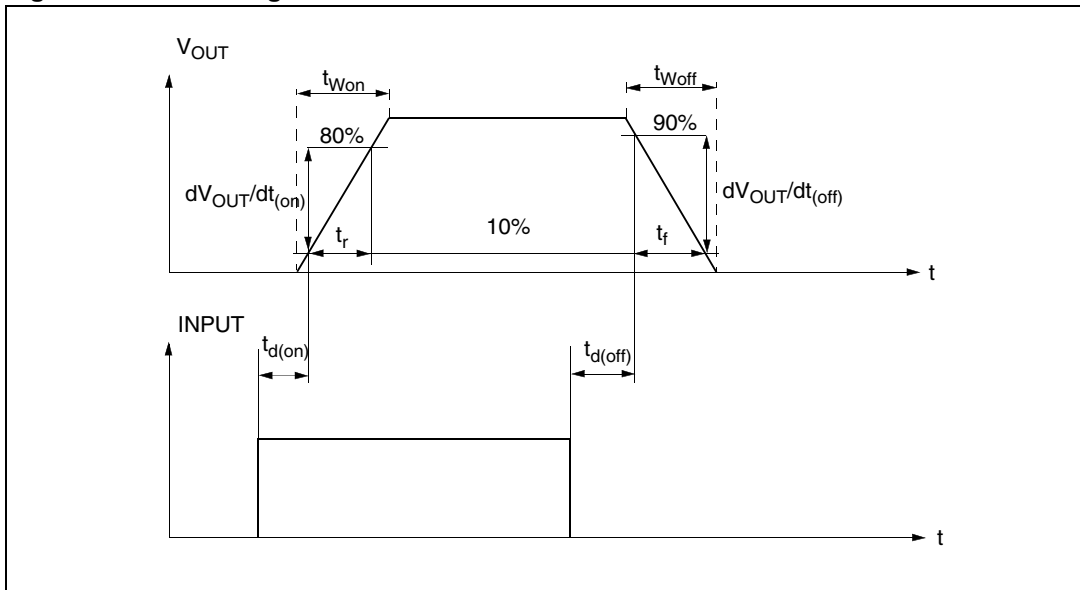 V_OUT
t_Won
t_Woff
80%
90%
dV_OUT/dt_(on)
dV_OUT/dt_(off)
t_r
10%
t_f
t
INPUT
t_d(on)
t_d(off)
t